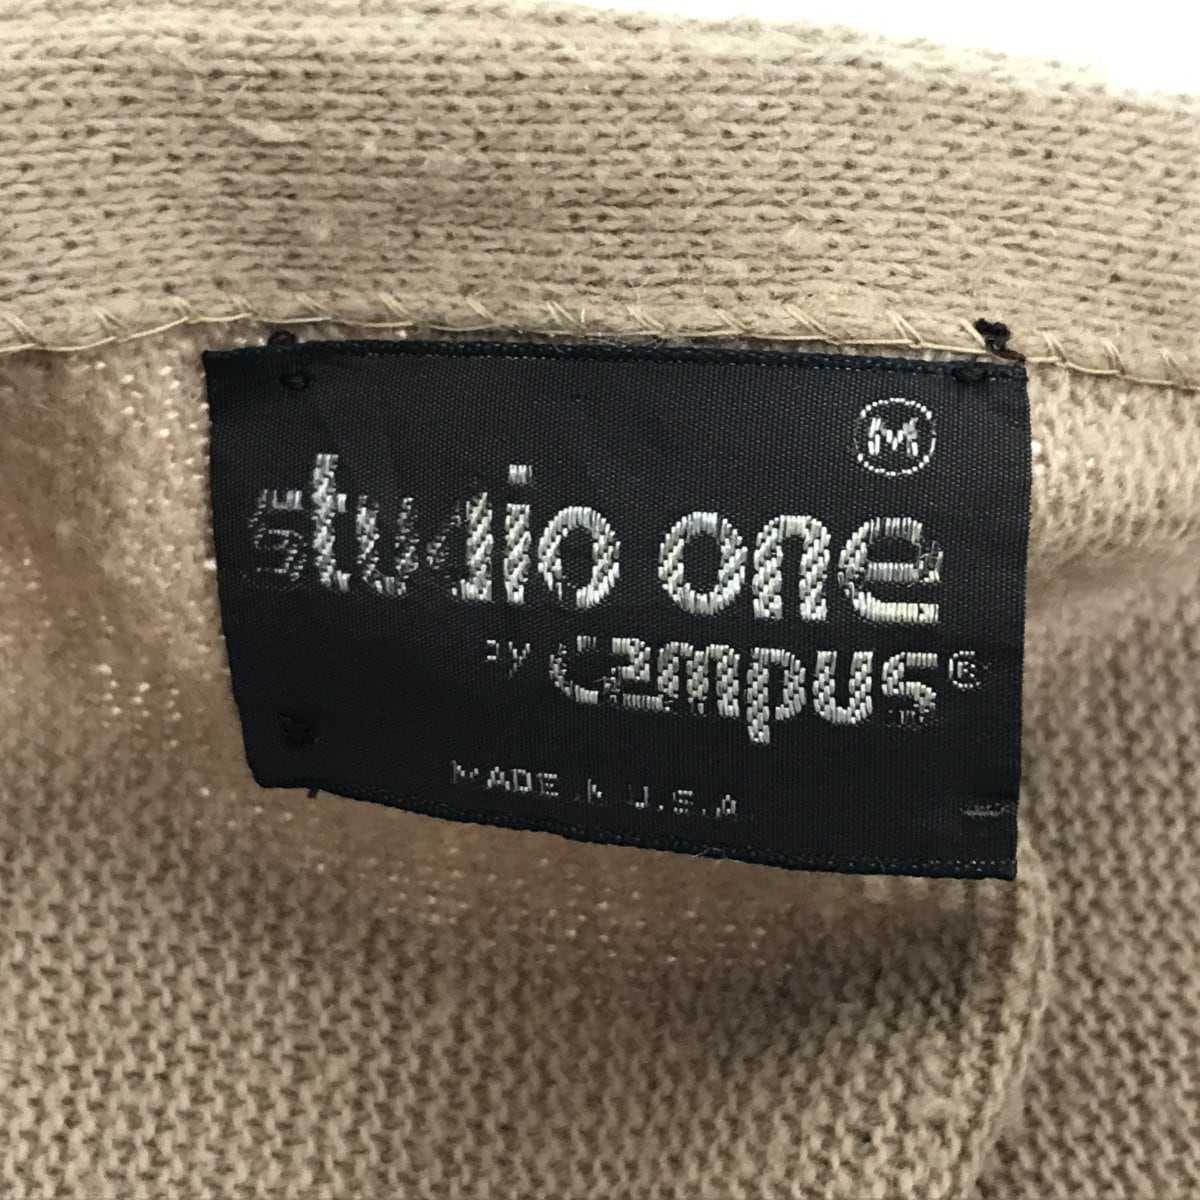 M
studio one
by campus®
MADE IN U.S.A.